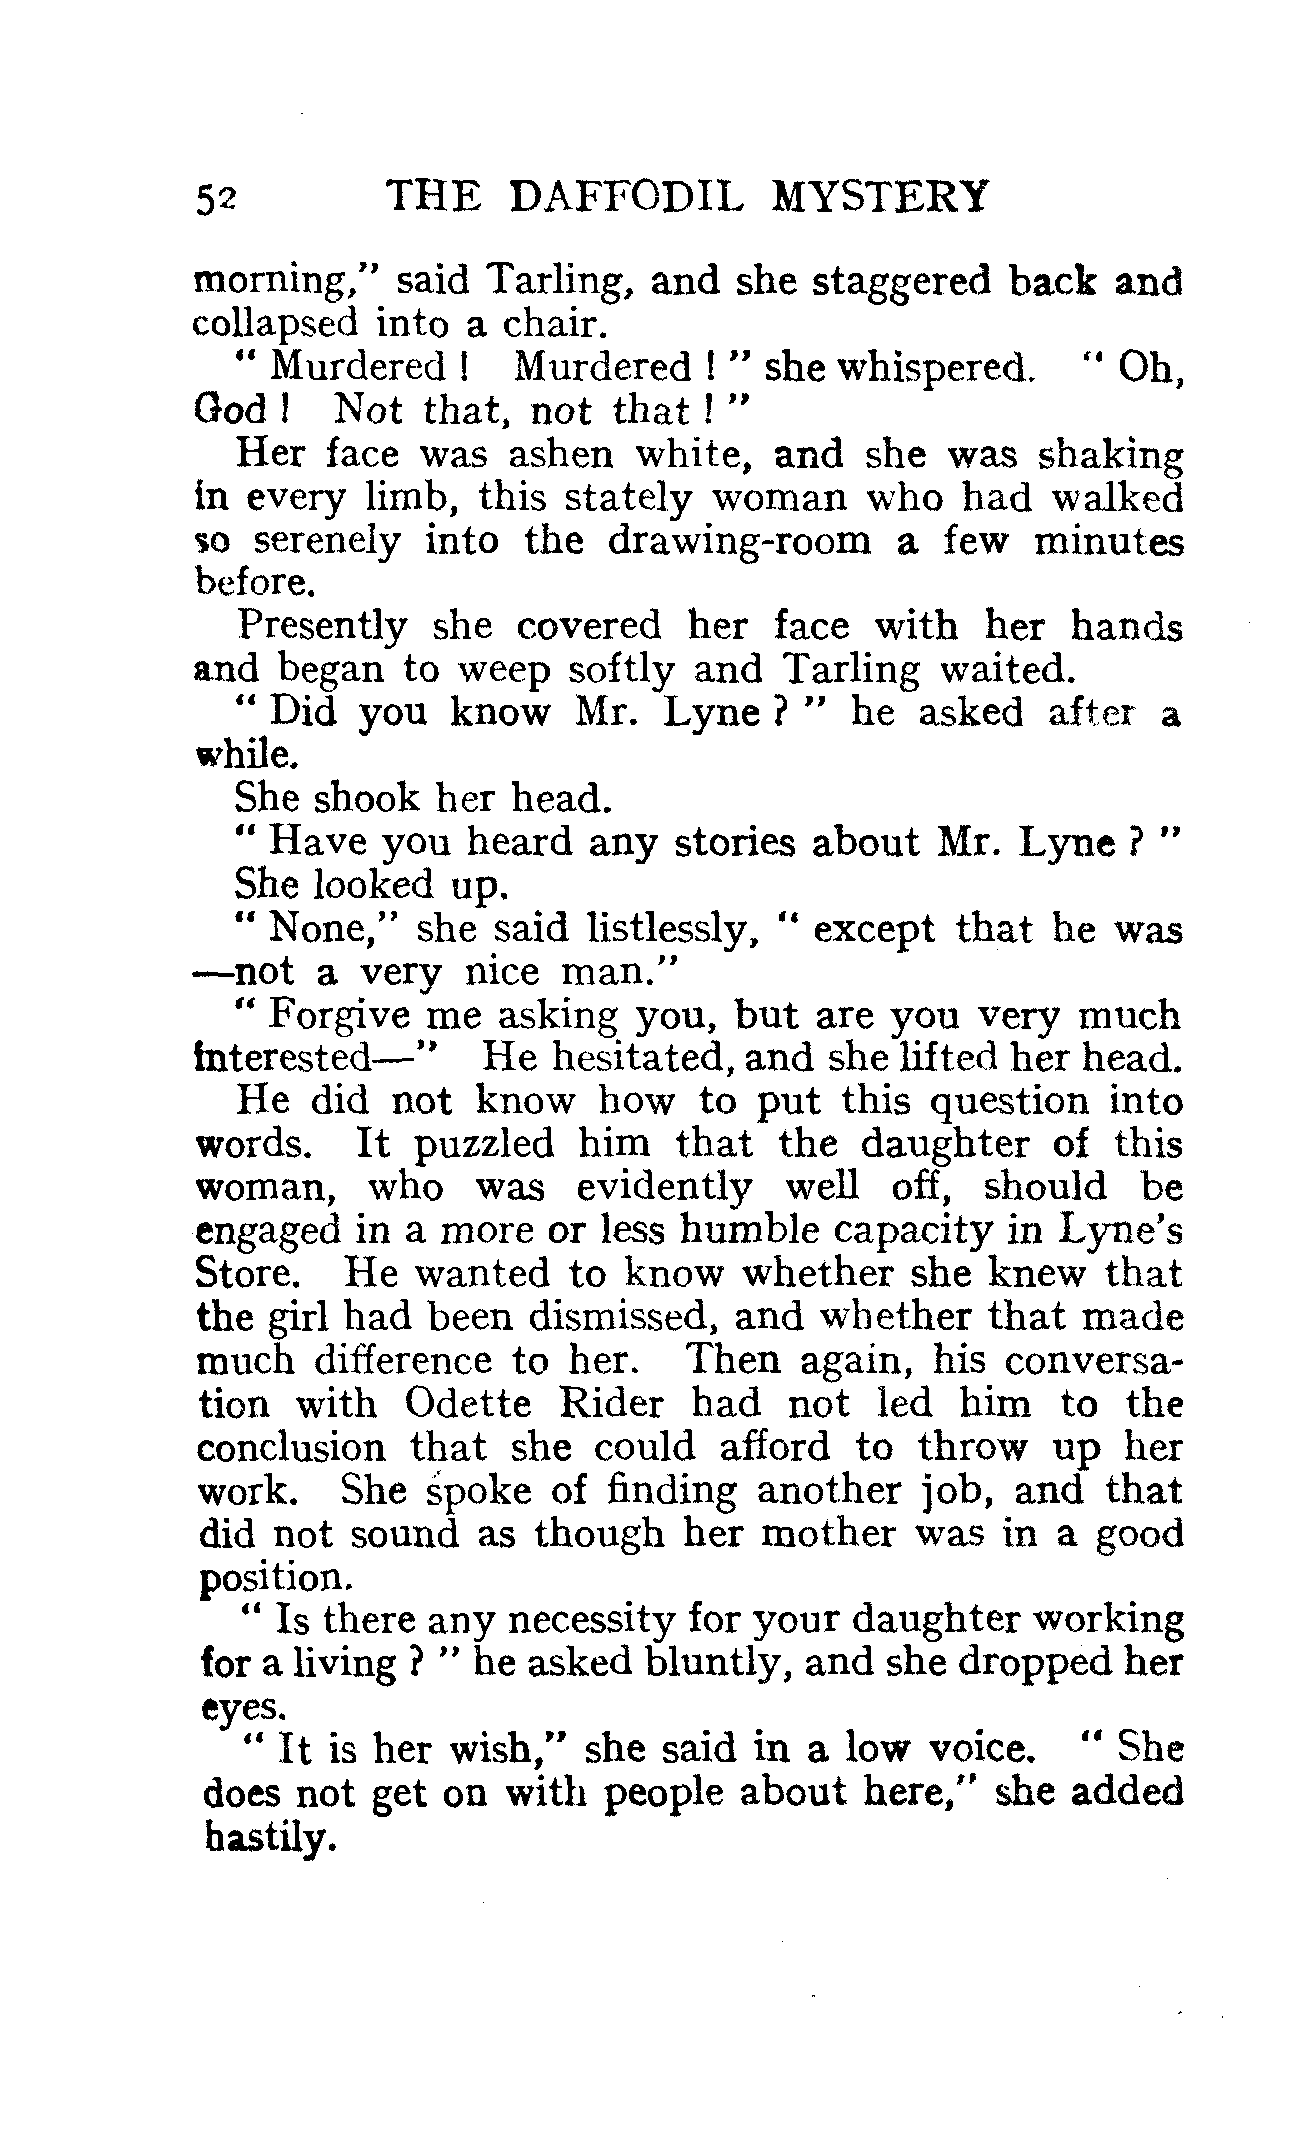 52 THE DAFFODIL MYSTERY
morning," said Tarling, and she staggered back and
collapsed into a chair.
" Murdered ! Murdered ! " she whispered. " Oh,
God ! Not that, not that ! "
Her face was ashen white, and she was shaking
in every limb, this stately woman who had walked
so serenely into the drawing-room a few minutes
before.
Presently she covered her face with her hands
and began to weep softly and Tarling waited.
" Did you know Mr. Lyne ? " he asked after a
while.
She shook her head.
" Have you heard any stories about Mr. Lyne ? "
She looked up.
" None," she said listlessly, " except that he was
—not a very nice man."
" Forgive me asking you, but are you very much
interested—" He hesitated, and she lifted her head.
He did not know how to put this question into
words. It puzzled him that the daughter of this
woman, who was evidently well off, should be
engaged in a more or less humble capacity in Lyne's
Store. He wanted to know whether she knew that
the girl had been dismissed, and whether that made
much difference to her. Then again, his conversa-
tion with Odette Rider had not led him to the
conclusion that she could afford to throw up her
work. She spoke of finding another job, and that
did not sound as though her mother was in a good
position.
" Is there any necessity for your daughter working
for a living ? " he asked bluntly, and she dropped her
eyes.
" It is her wish," she said in a low voice. " She
does not get on with people about here," she added
hastily.